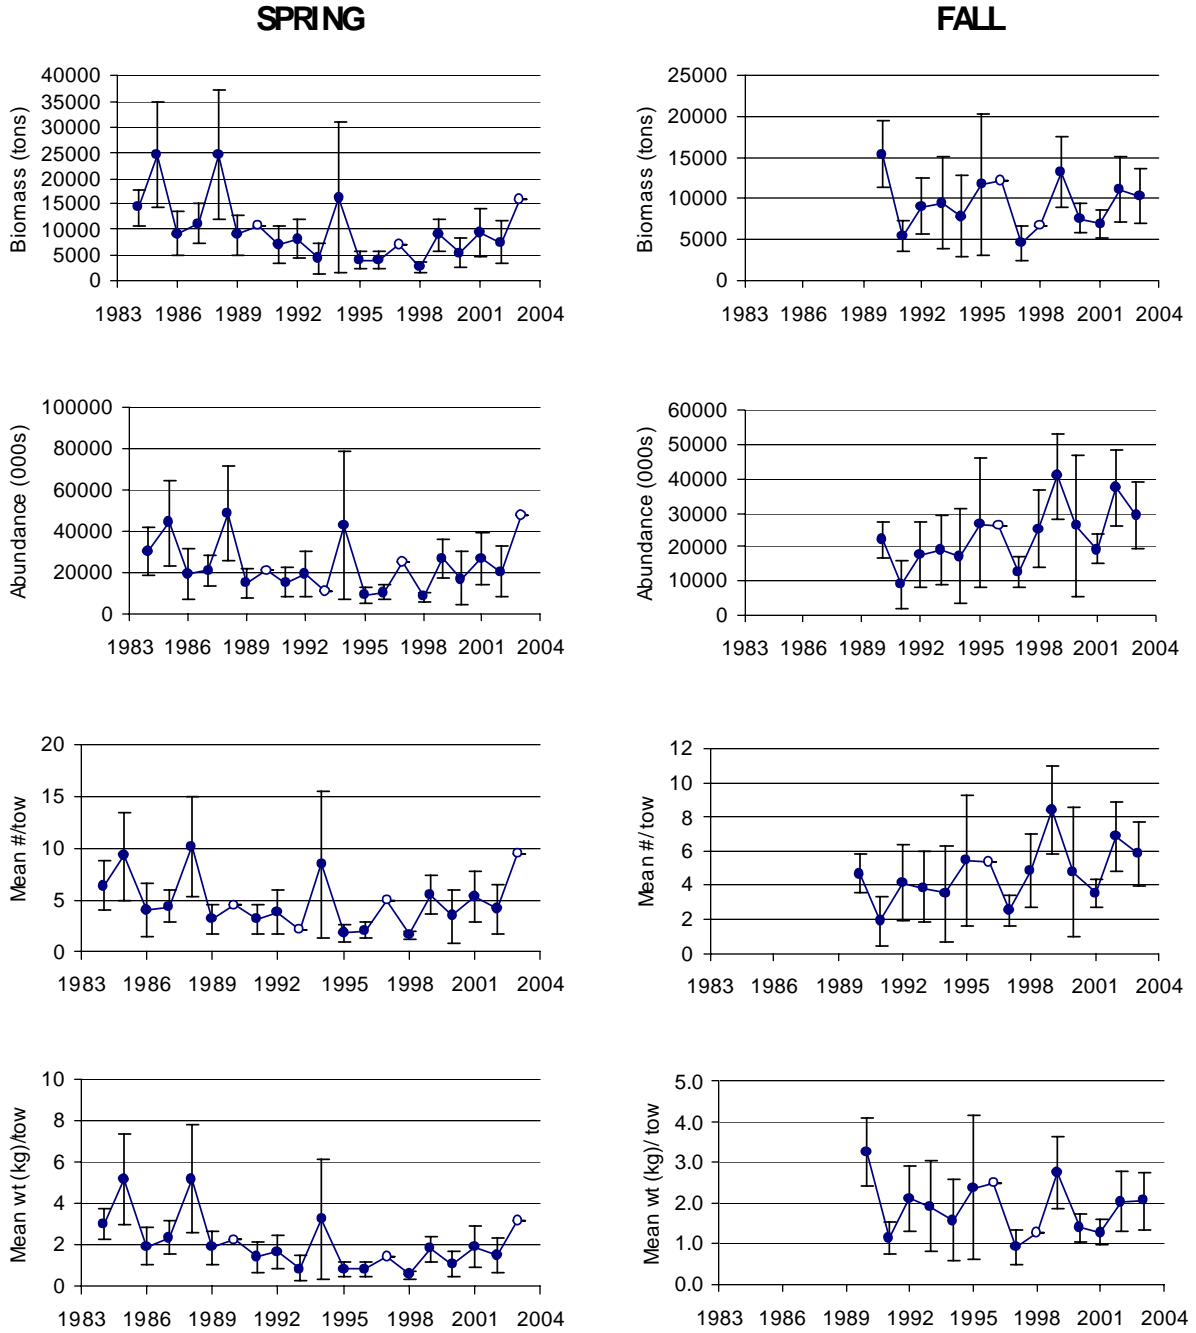 SPRING
FALL
Biomass (tons)
40000
35000
30000
25000
20000
15000
10000
5000
0
1983 1986 1989 1992 1995 1998 2001 2004
Biomass (tons)
25000
20000
15000
10000
5000
0
1983 1986 1989 1992 1995 1998 2001 2004
Abundance (000s)
100000
80000
60000
40000
20000
0
1983 1986 1989 1992 1995 1998 2001 2004
Abundance (000s)
60000
50000
40000
30000
20000
10000
0
1983 1986 1989 1992 1995 1998 2001 2004
Mean #/tow
20
15
10
5
0
1983 1986 1989 1992 1995 1998 2001 2004
Mean #/ tow
12
10
8
6
4
2
0
1983 1986 1989 1992 1995 1998 2001 2004
Mean wt (kg)/tow
10
8
6
4
2
0
1983 1986 1989 1992 1995 1998 2001 2004
Mean wt (kg)/ tow
5.0
4.0
3.0
2.0
1.0
0.0
1983 1986 1989 1992 1995 1998 2001 2004